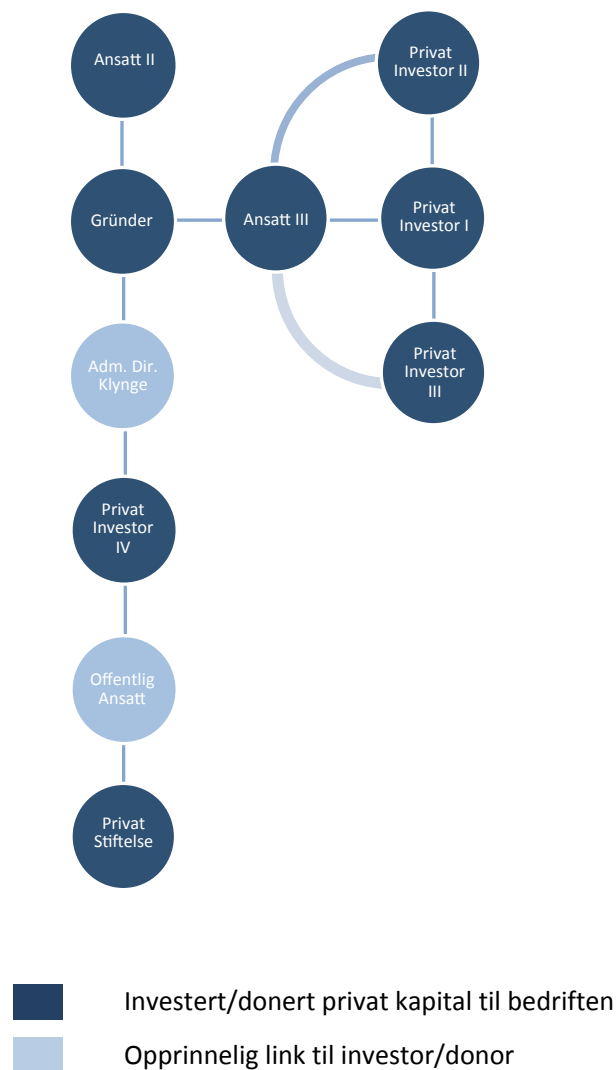 Ansatt II
Privat
Investor II
Gründer
Ansatt III
Privat
Investor I
Adm. Dir.
Klynge
Privat
Investor
III
Privat
Investor
IV
Offentlig
Ansatt
Privat
Stiftelse
Investert/donert privat kapital til bedriften
Opprinnelig link til investor/donor